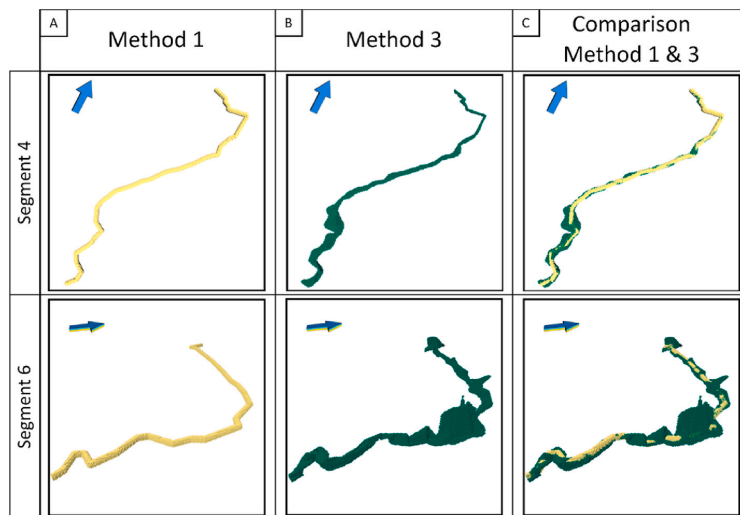 A
Method 1
B
Method 3
C
Comparison
Method 1 & 3
Segment 4
Segment 6